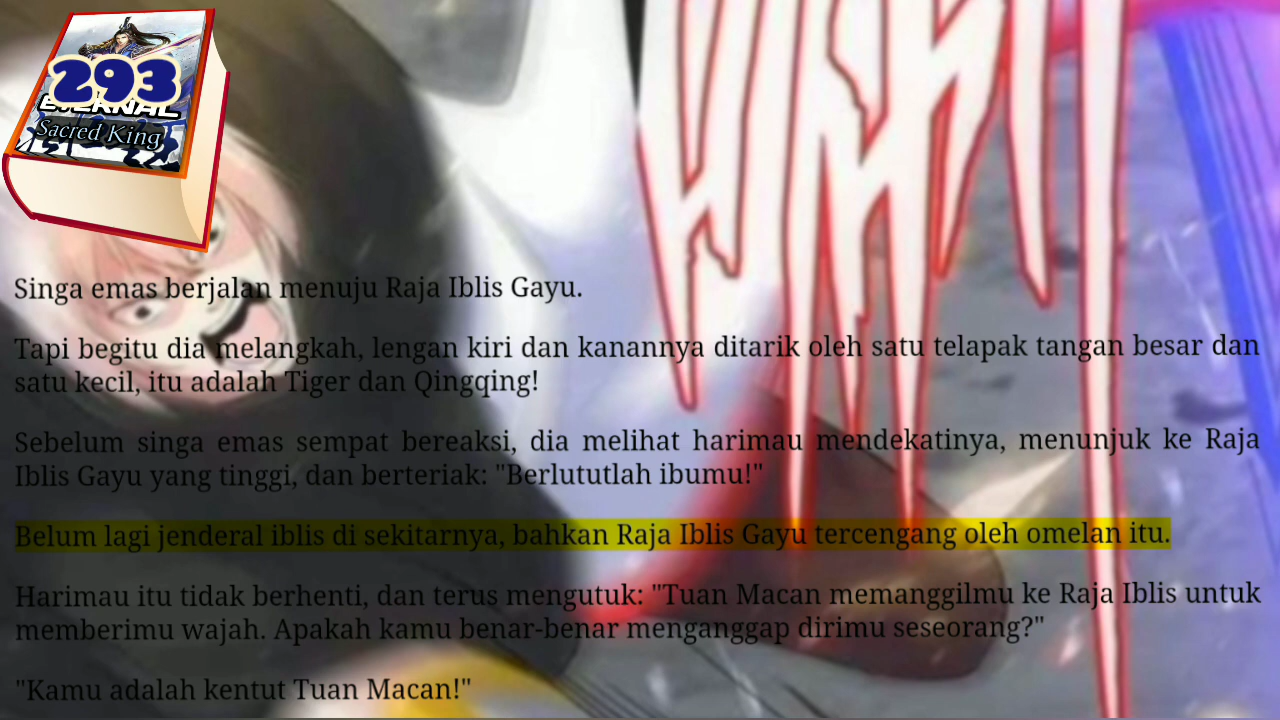 293
ETERNAL
Sacred King
Singa emas berjalan menuju Raja Iblis Gayu.
Tapi begitu dia melangkah, lengan kiri dan kanannya ditarik oleh satu telapak tangan besar dan
satu kecil, itu adalah Tiger dan Qingqing!
Sebelum singa emas sempat bereaksi, dia melihat harimau mendekatinya, menunjuk ke Raja
Iblis Gayu yang tinggi, dan berteriak: "Berlututlah ibumu!"
Belum lagi jenderal iblis di sekitarnya, bahkan Raja Iblis Gayu tercengang oleh omelan itu.
Harimau itu tidak berhenti, dan terus mengutuk: "Tuan Macan memanggilmu ke Raja Iblis untuk
memberimu wajah. Apakah kamu benar-benar menganggap dirimu seseorang?"
"Kamu adalah kentut Tuan Macan!"